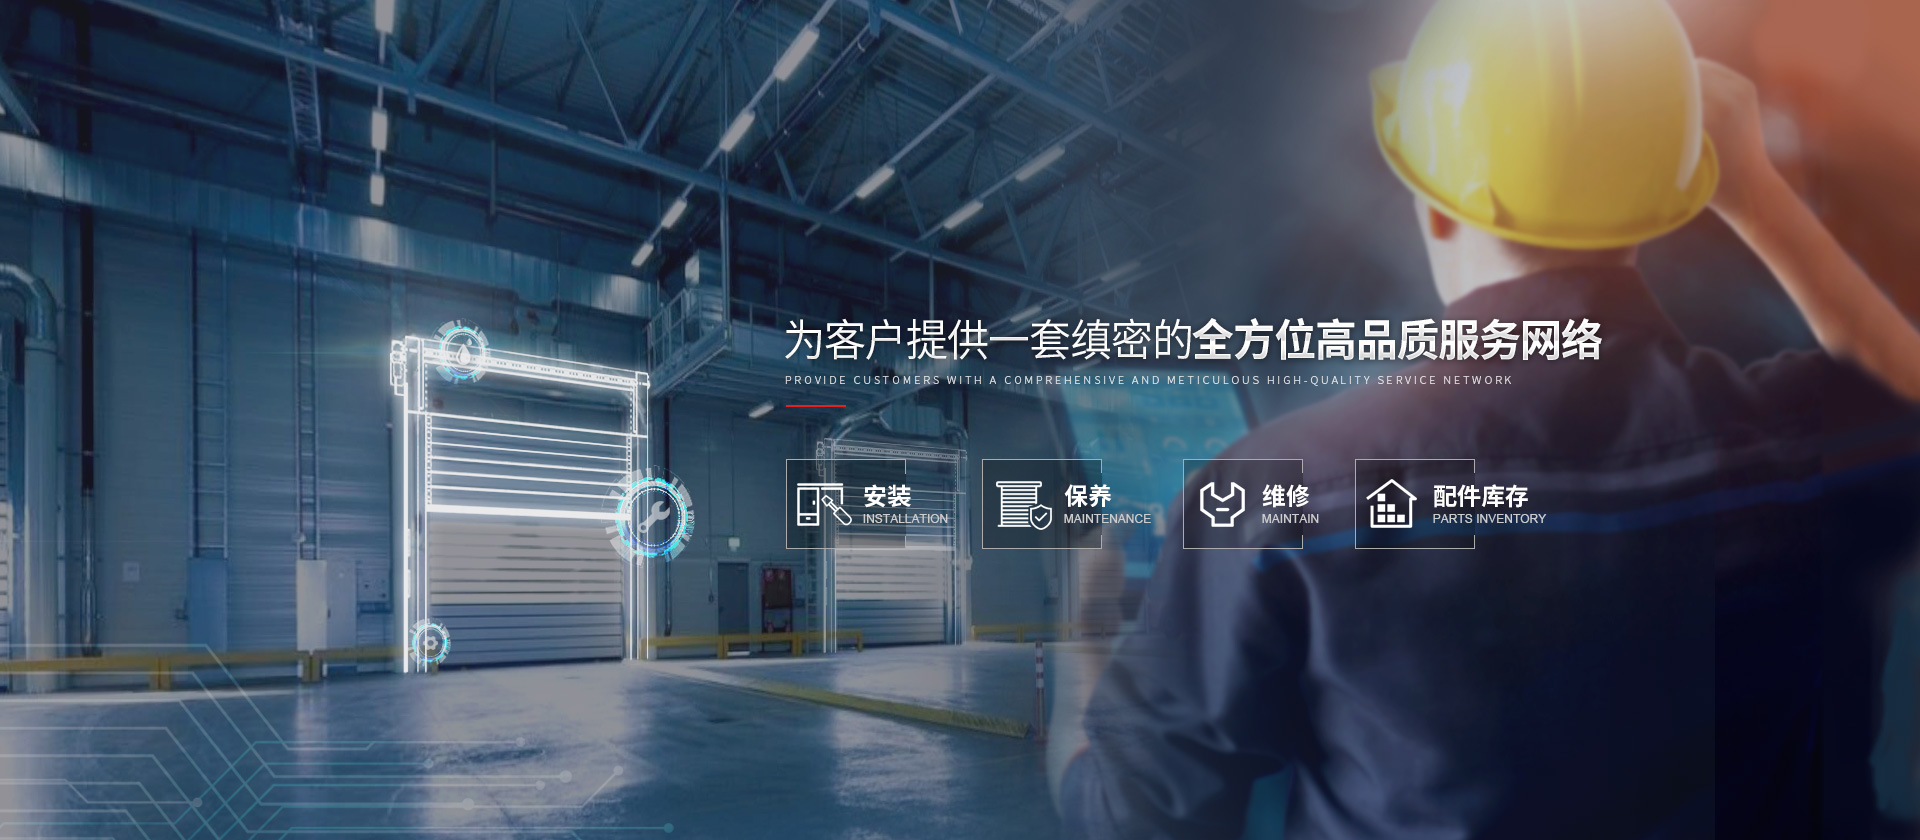 为客户提供一套缜密的全方位高品质服务网络
PROVIDE CUSTOMERS WITH A COMPREHENSIVE AND METICULOUS HIGH-QUALITY SERVICE NETWORK
安装
INSTALLATION
保养
MAINTENANCE
维修
MAINTAIN
配件库存
PARTS INVENTORY